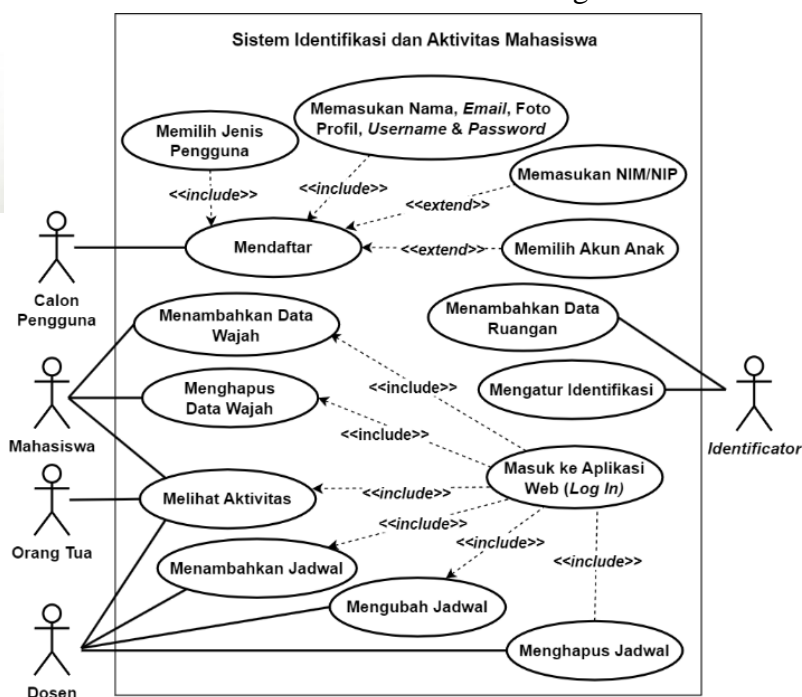 Sistem Identifikasi dan Aktivitas Mahasiswa
Memilih Jenis
Pengguna
Memasukan Nama, Email, Foto
Profil, Username & Password
<<include>>
<<include>>
Memasukan NIM/NIP
<<extend>>
Mendaftar
<<extend>>
Memilih Akun Anak
Calon
Pengguna
Menambahkan Data
Wajah
Menambahkan Data
Ruangan
<<include>>
Menghapus
Data Wajah
Mengatur Identifikasi
Mahasiswa
Identificator
<<include>>
Masuk ke Aplikasi
Web (Log In)
Melihat Aktivitas
<<include>>
<<include>>
Orang Tua
<<include>>
<<include>>
Menambahkan Jadwal
Mengubah Jadwal
Menghapus Jadwal
Dosen